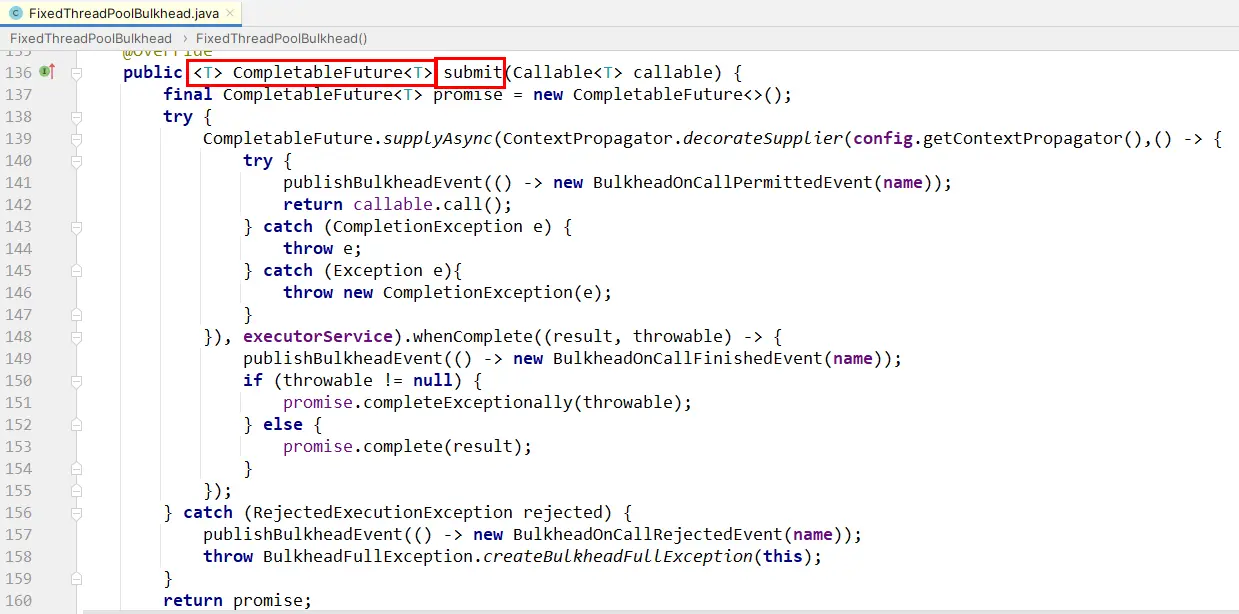 FixedThreadPoolBulkhead.java
FixedThreadPoolBulkhead › FixedThreadPoolBulkhead()
135 @Override
136 public <T> CompletableFuture<T> submit(Callable<T> callable) {
137 final CompletableFuture<T> promise = new CompletableFuture<>();
138 try {
139 CompletableFuture.supplyAsync(ContextPropagator.decorateSupplier(config.getContextPropagator(),() -> {
140 try {
141 publishBulkheadEvent(() -> new BulkheadOnCallPermittedEvent(name));
142 return callable.call();
143 } catch (CompletionException e) {
144 throw e;
145 } catch (Exception e){
146 throw new CompletionException(e);
147 }
148 }), executorService).whenComplete((result, throwable) -> {
149 publishBulkheadEvent(() -> new BulkheadOnCallFinishedEvent(name));
150 if (throwable != null) {
151 promise.completeExceptionally(throwable);
152 } else {
153 promise.complete(result);
154 }
155 });
156 } catch (RejectedExecutionException rejected) {
157 publishBulkheadEvent(() -> new BulkheadOnCallRejectedEvent(name));
158 throw BulkheadFullException.createBulkheadFullException(this);
159 }
160 return promise;